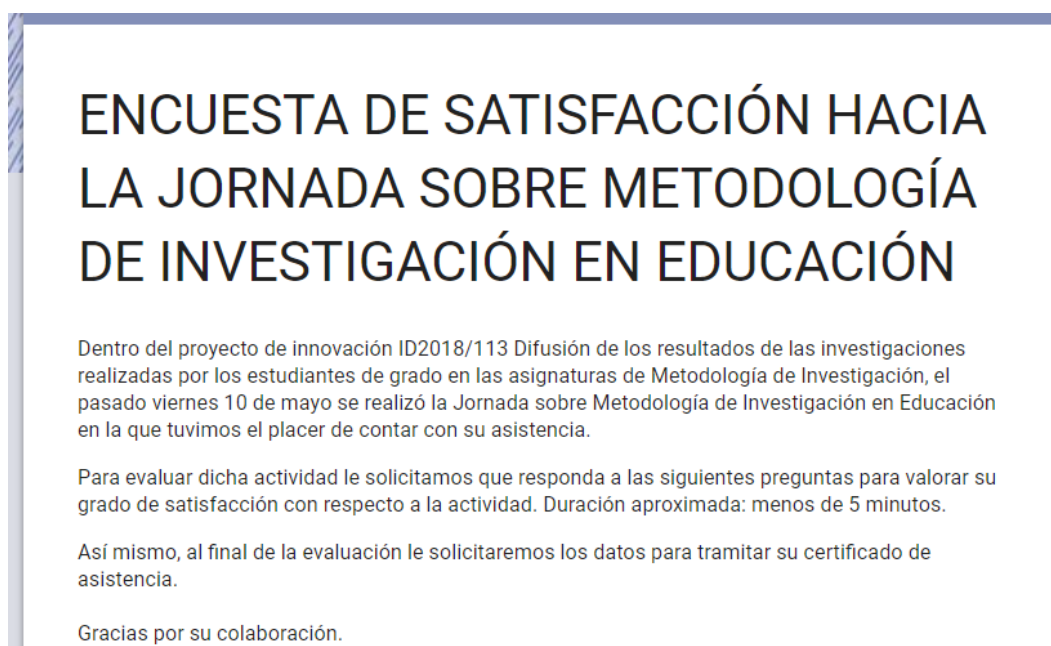 ENCUESTA DE SATISFACCIÓN HACIA
LA JORNADA SOBRE METODOLOGÍA
DE INVESTIGACIÓN EN EDUCACIÓN
Dentro del proyecto de innovación ID2018/113 Difusión de los resultados de las investigaciones
realizadas por los estudiantes de grado en las asignaturas de Metodología de Investigación, el
pasado viernes 10 de mayo se realizó la Jornada sobre Metodología de Investigación en Educación
en la que tuvimos el placer de contar con su asistencia.
Para evaluar dicha actividad le solicitamos que responda a las siguientes preguntas para valorar su
grado de satisfacción con respecto a la actividad. Duración aproximada: menos de 5 minutos.
Así mismo, al final de la evaluación le solicitaremos los datos para tramitar su certificado de
asistencia.
Gracias por su colaboración.